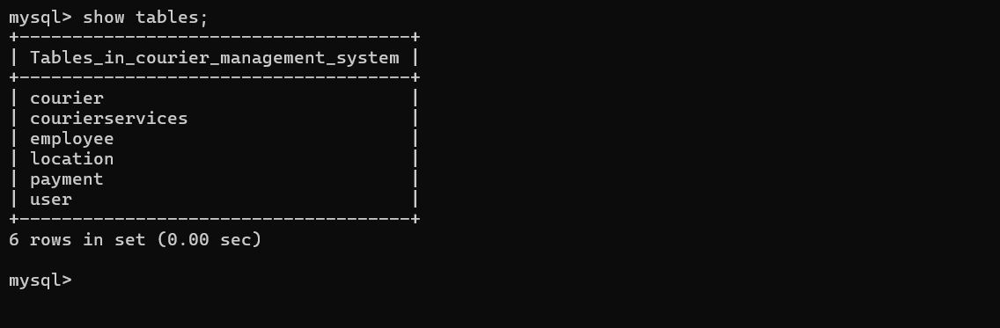 mysql> show tables;
+-------------------------------------+
| Tables_in_courier_management_system |
+-------------------------------------+
| courier                             |
| courierservices                     |
| employee                            |
| location                            |
| payment                             |
| user                                |
+-------------------------------------+
6 rows in set (0.00 sec)
mysql>